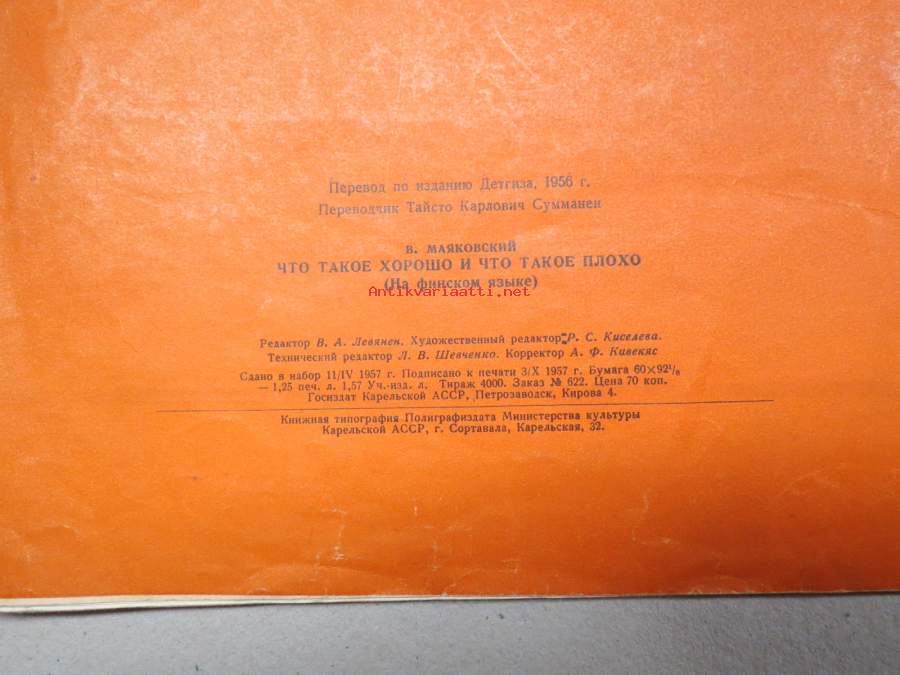 Перевод по изданию Детгиза, 1956 г.
Переводчик Тайсто Карлович Сумманен
В. МАЯКОВСКИЙ
ЧТО ТАКОЕ ХОРОШО И ЧТО ТАКОЕ ПЛОХО
(На финском языке)
Antikvariaatti.net
Редактор В. А. Левянен. Художественный редактор Р. С. Киселева.
Технический редактор Л. В. Шевченко. Корректор А. Ф. Кивекяс
Сдано в набор 11/IV 1957 г. Подписано к печати 3/X 1957 г. Бумага 60×92¹/₈
— 1,25 печ. л. 1,57 Уч.-изд. л. Тираж 4000. Заказ № 622. Цена 70 коп.
Госиздат Карельской АССР, Петрозаводск, Кирова 4.
Книжная типография Полиграфиздата Министерства культуры
Карельской АССР, г. Сортавала, Карельская, 32.